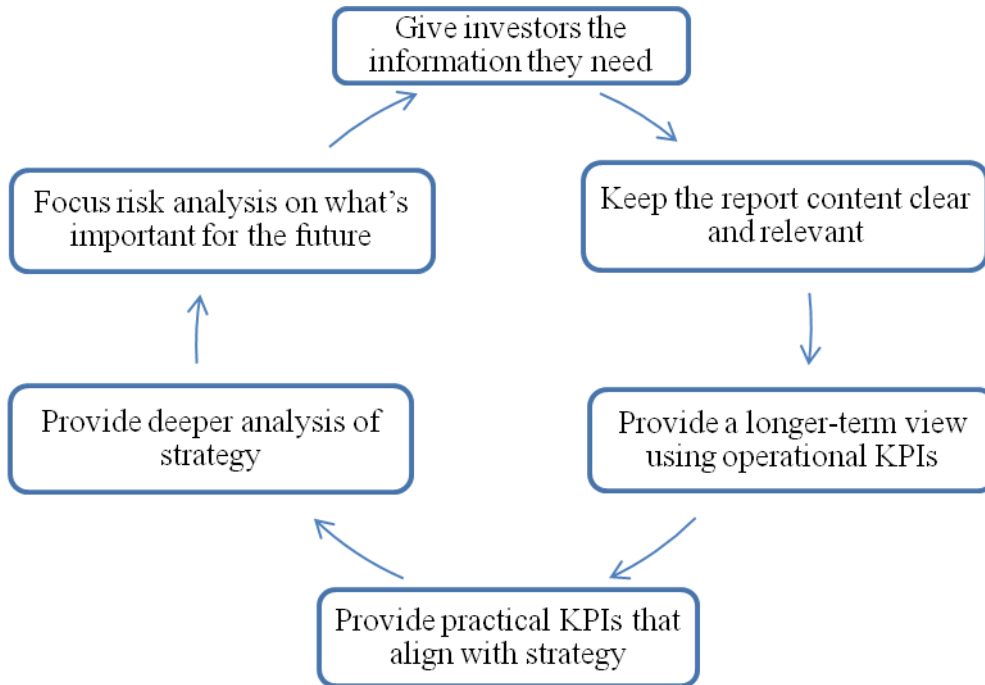 Give investors the
information they need
Keep the report content clear
and relevant
Provide a longer-term view
using operational KPIs
Provide practical KPIs that
align with strategy
Provide deeper analysis of
strategy
Focus risk analysis on what’s
important for the future